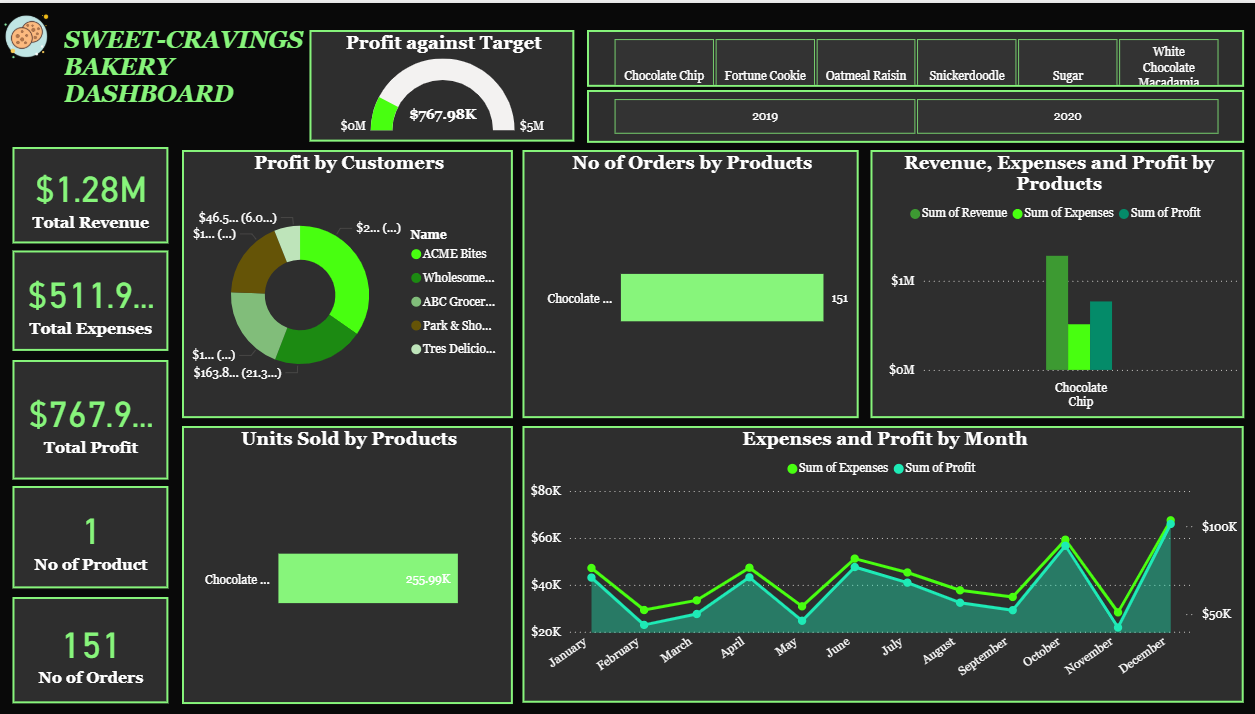 SWEET-CRAVINGS
BAKERY
DASHBOARD
Profit against Target
$767.98K
$0M
$5M
Chocolate Chip
Fortune Cookie
Oatmeal Raisin
Snickerdoodle
Sugar
White
Chocolate
Macadamia
2019
2020
$1.28M
Total Revenue
$511.9...
Total Expenses
$767.9...
Total Profit
1
No of Product
151
No of Orders
Profit by Customers
$46.5... (6.0...)
$1... (...)
$2... (...)
$1... (...)
$163.8... (21.3...)
Name
ACME Bites
Wholesome...
ABC Grocer...
Park & Sho...
Tres Delicio...
No of Orders by Products
Chocolate ...
151
Revenue, Expenses and Profit by
Products
Sum of Revenue
Sum of Expenses
Sum of Profit
$1M
$0M
Chocolate
Chip
Units Sold by Products
Chocolate ...
255.99K
Expenses and Profit by Month
Sum of Expenses
Sum of Profit
$80K
$60K
$40K
$20K
$100K
$50K
January
February
March
April
May
June
July
August
September
October
November
December